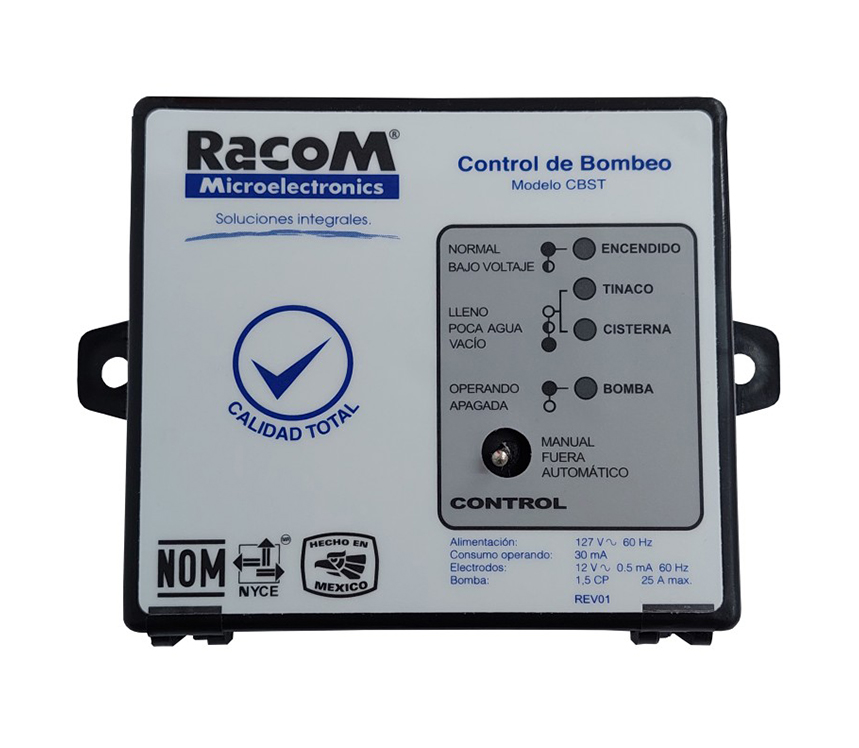 RacoM®
Microelectronics
Soluciones integrales.
Control de Bombeo
Modelo CBST
NORMAL ENCENDIDO
BAJO VOLTAJE
TINACO
LLENO
POCA AGUA CISTERNA
VACÍO
OPERANDO BOMBA
APAGADA
MANUAL
FUERA
AUTOMÁTICO
CONTROL
CALIDAD TOTAL
NOM
NYCE
MR
HECHO EN
MEXICO
Alimentación: 127 V ∿ 60 Hz
Consumo operando: 30 mA
Electrodos: 12 V ∿ 0.5 mA 60 Hz
Bomba: 1,5 CP 25 A max.
REV01